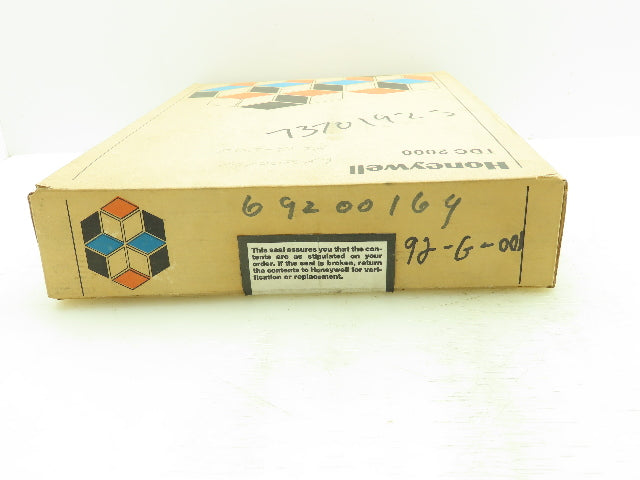 7370192-3
TDC 2000
Honeywell
69200164
92-G-001
This seal assures you that the con-
tents are as stipulated on your
order. If the seal is broken, return
the contents to Honeywell for veri-
fication or replacement.